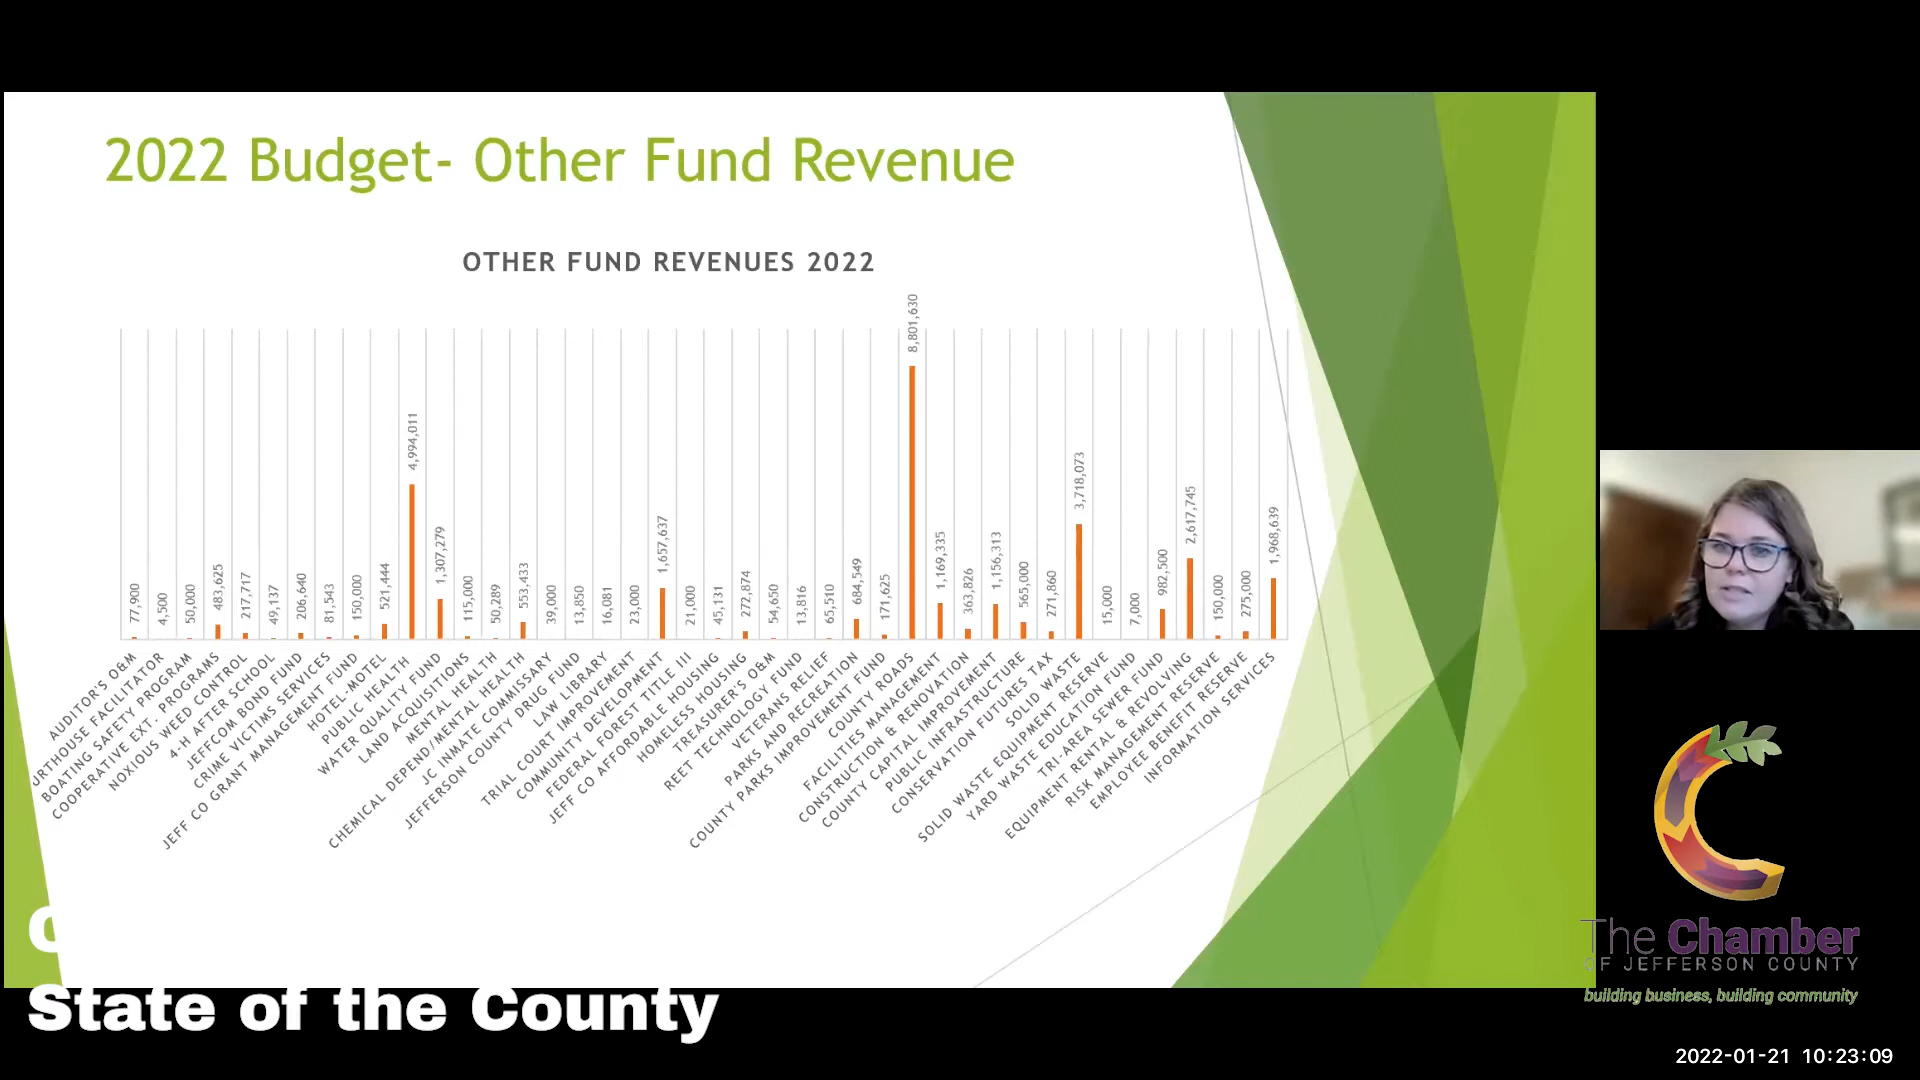 2022 Budget- Other Fund Revenue
OTHER FUND REVENUES 2022
77,900
4,500
50,000
483,625
217,717
49,137
206,640
81,543
150,000
521,444
4,994,011
1,307,279
115,000
50,289
553,433
39,000
13,850
16,081
23,000
1,657,637
21,000
45,131
272,874
54,650
13,816
65,510
684,549
171,625
8,801,630
1,169,335
363,826
1,156,313
565,000
271,860
3,718,073
15,000
7,000
982,500
2,617,745
150,000
275,000
1,968,639
AUDITOR'S O&M
URTHOUSE FACILITATOR
BOATING SAFETY PROGRAM
COOPERATIVE EXT. PROGRAMS
NOXIOUS WEED CONTROL
4-H AFTER SCHOOL
JEFFCOM BOND FUND
CRIME VICTIMS SERVICES
JEFF CO GRANT MANAGEMENT FUND
HOTEL-MOTEL
PUBLIC HEALTH
WATER QUALITY FUND
LAND ACQUISITIONS
MENTAL HEALTH
CHEMICAL DEPEND/MENTAL HEALTH
JC INMATE COMMISSARY
JEFFERSON COUNTY DRUG FUND
LAW LIBRARY
TRIAL COURT IMPROVEMENT
COMMUNITY DEVELOPMENT
FEDERAL FOREST TITLE III
JEFF CO AFFORDABLE HOUSING
HOMELESS HOUSING
TREASURER'S O&M
REET TECHNOLOGY FUND
VETERANS RELIEF
PARKS AND RECREATION
COUNTY PARKS IMPROVEMENT FUND
COUNTY ROADS
FACILITIES MANAGEMENT
CONSTRUCTION & RENOVATION
COUNTY CAPITAL IMPROVEMENT
PUBLIC INFRASTRUCTURE
CONSERVATION FUTURES TAX
SOLID WASTE
SOLID WASTE EQUIPMENT RESERVE
YARD WASTE EDUCATION FUND
TRI-AREA SEWER FUND
EQUIPMENT RENTAL & REVOLVING
RISK MANAGEMENT RESERVE
EMPLOYEE BENEFIT RESERVE
INFORMATION SERVICES
State of the County
The Chamber
OF JEFFERSON COUNTY
building business, building community
2022-01-21 10:23:09